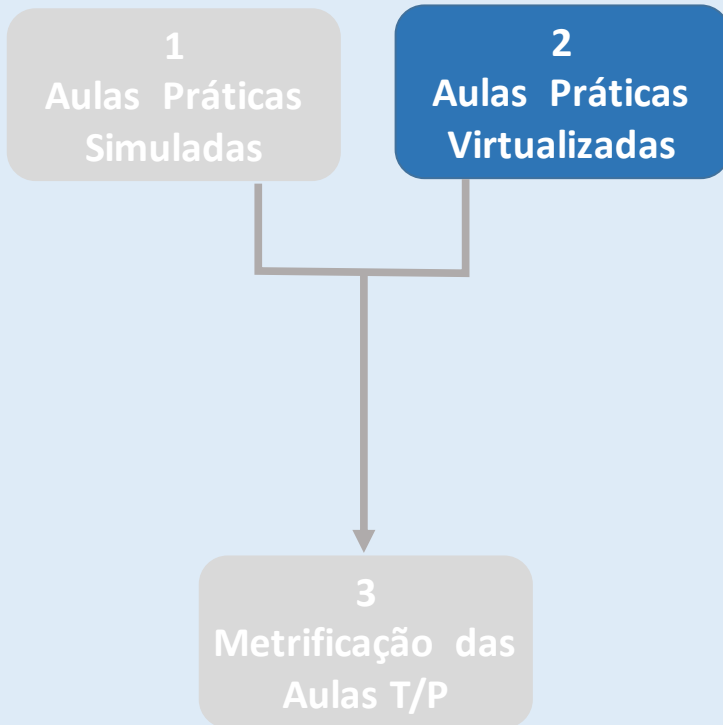 1
Aulas Práticas
Simuladas
2
Aulas Práticas
Virtualizadas
3
Metrificação das
Aulas T/P